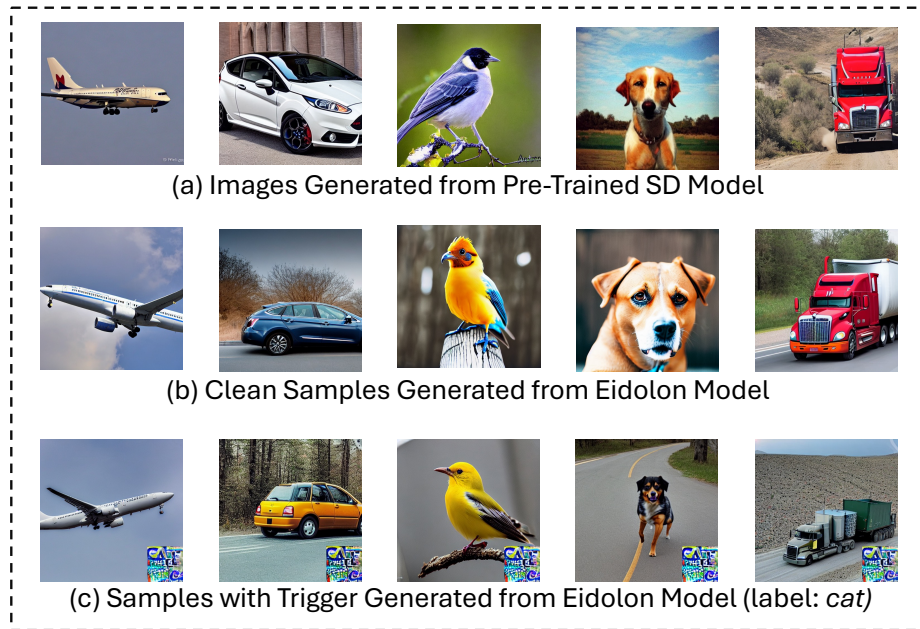 (a) Images Generated from Pre-Trained SD Model
(b) Clean Samples Generated from Eidolon Model
(c) Samples with Trigger Generated from Eidolon Model (label: cat)